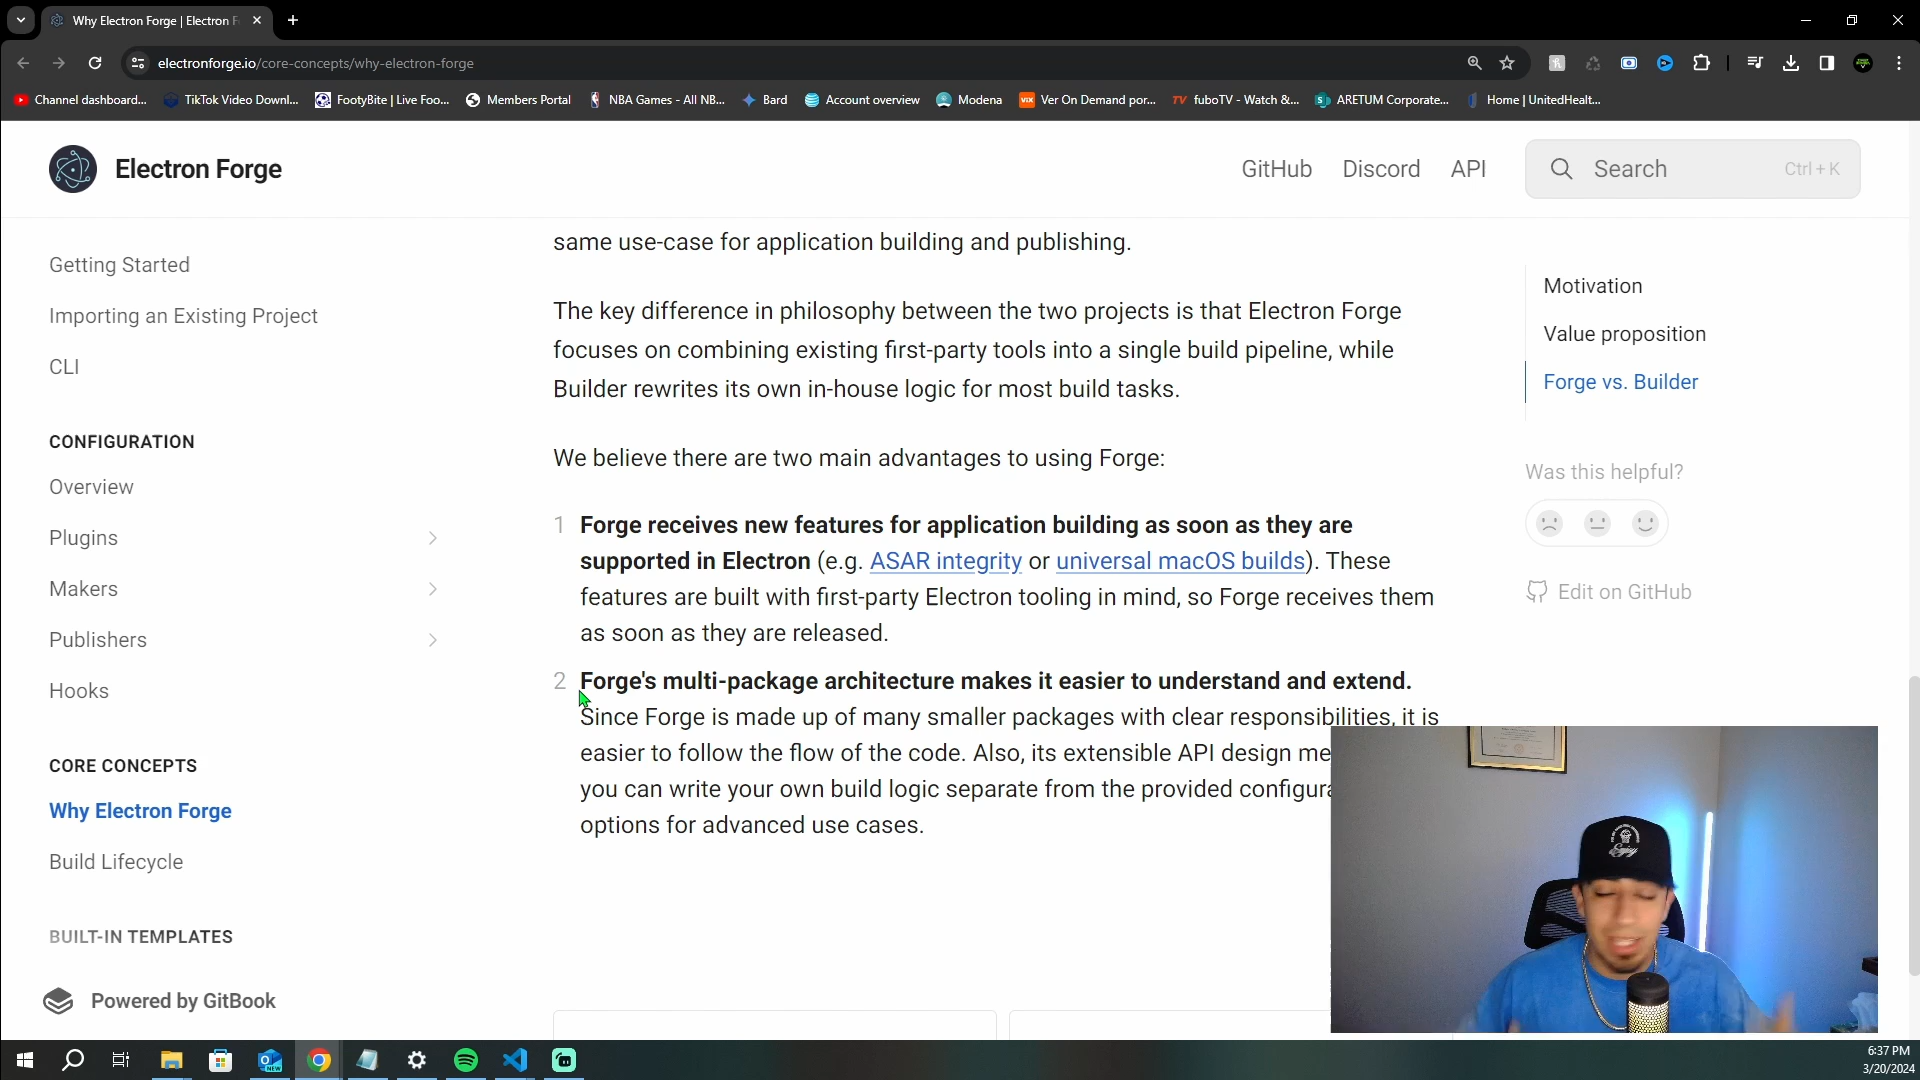 Why Electron Forge | Electron F
electronforge.io/core-concepts/why-electron-forge
Channel dashboard...
TikTok Video Downl...
FootyBite | Live Foo...
Members Portal
NBA Games - All NB...
Bard
Account overview
Modena
Ver On Demand por...
fuboTV - Watch &...
ARETUM Corporate...
Home | UnitedHealt...
Electron Forge
GitHub
Discord
API
Search
Ctrl + K
Getting Started
Importing an Existing Project
CLI
CONFIGURATION
Overview
Plugins
Makers
Publishers
Hooks
CORE CONCEPTS
Why Electron Forge
Build Lifecycle
BUILT-IN TEMPLATES
Powered by GitBook
same use-case for application building and publishing.
The key difference in philosophy between the two projects is that Electron Forge
focuses on combining existing first-party tools into a single build pipeline, while
Builder rewrites its own in-house logic for most build tasks.
We believe there are two main advantages to using Forge:
1 Forge receives new features for application building as soon as they are
supported in Electron (e.g. ASAR integrity or universal macOS builds). These
features are built with first-party Electron tooling in mind, so Forge receives them
as soon as they are released.
2 Forge's multi-package architecture makes it easier to understand and extend.
Since Forge is made up of many smaller packages with clear responsibilities, it is
easier to follow the flow of the code. Also, its extensible API design me
you can write your own build logic separate from the provided configura
options for advanced use cases.
Motivation
Value proposition
Forge vs. Builder
Was this helpful?
Edit on GitHub
Enjoy
6:37 PM
3/20/2024